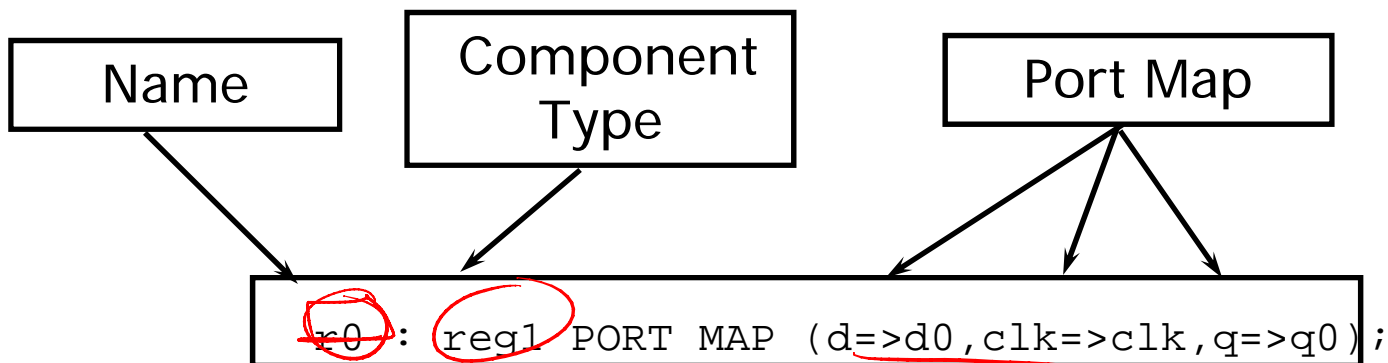 Name
Component
Type
Port Map
r0 : reg1 PORT MAP (d=>d0,clk=>clk,q=>q0);